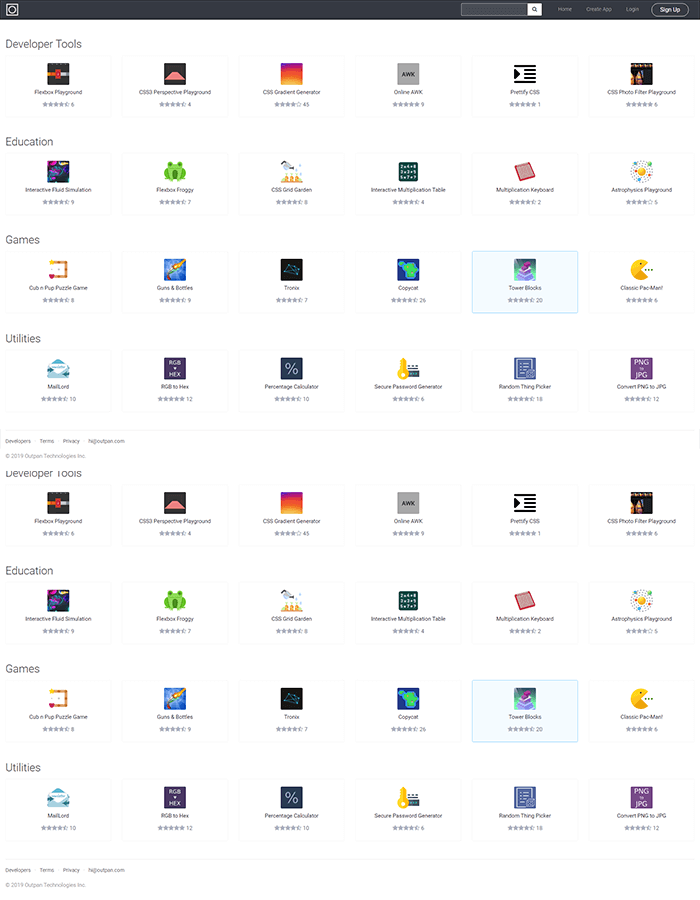 Home Create App Login Sign Up
Developer Tools
Flexbox Playground CSS3 Perspective Playground CSS Gradient Generator Online AWK Prettify CSS CSS Photo Filter Playground
6 4 45 9 1 6
AWK
Education
Interactive Fluid Simulation Flexbox Froggy CSS Grid Garden Interactive Multiplication Table Multiplication Keyboard Astrophysics Playground
9 7 8 4 2 5
Games
Cub n Pup Puzzle Game Guns & Bottles Tronix Copycat Tower Blocks Classic Pac-Man!
8 9 7 26 20 6
Utilities
RGB HEX % PNG to JPG
MailLord RGB to Hex Percentage Calculator Secure Password Generator Random Thing Picker Convert PNG to JPG
10 12 10 6 18 12
Developers Terms Privacy hi@outpan.com
© 2019 Outpan Technologies Inc.
Developer Tools
AWK
Flexbox Playground CSS3 Perspective Playground CSS Gradient Generator Online AWK Prettify CSS CSS Photo Filter Playground
6 4 45 9 1 6
Education
Interactive Fluid Simulation Flexbox Froggy CSS Grid Garden Interactive Multiplication Table Multiplication Keyboard Astrophysics Playground
9 7 8 4 2 5
Games
Cub n Pup Puzzle Game Guns & Bottles Tronix Copycat Tower Blocks Classic Pac-Man!
8 9 7 26 20 6
Utilities
RGB HEX % PNG to JPG
MailLord RGB to Hex Percentage Calculator Secure Password Generator Random Thing Picker Convert PNG to JPG
10 12 10 6 18 12
Developers Terms Privacy hi@outpan.com
© 2019 Outpan Technologies Inc.